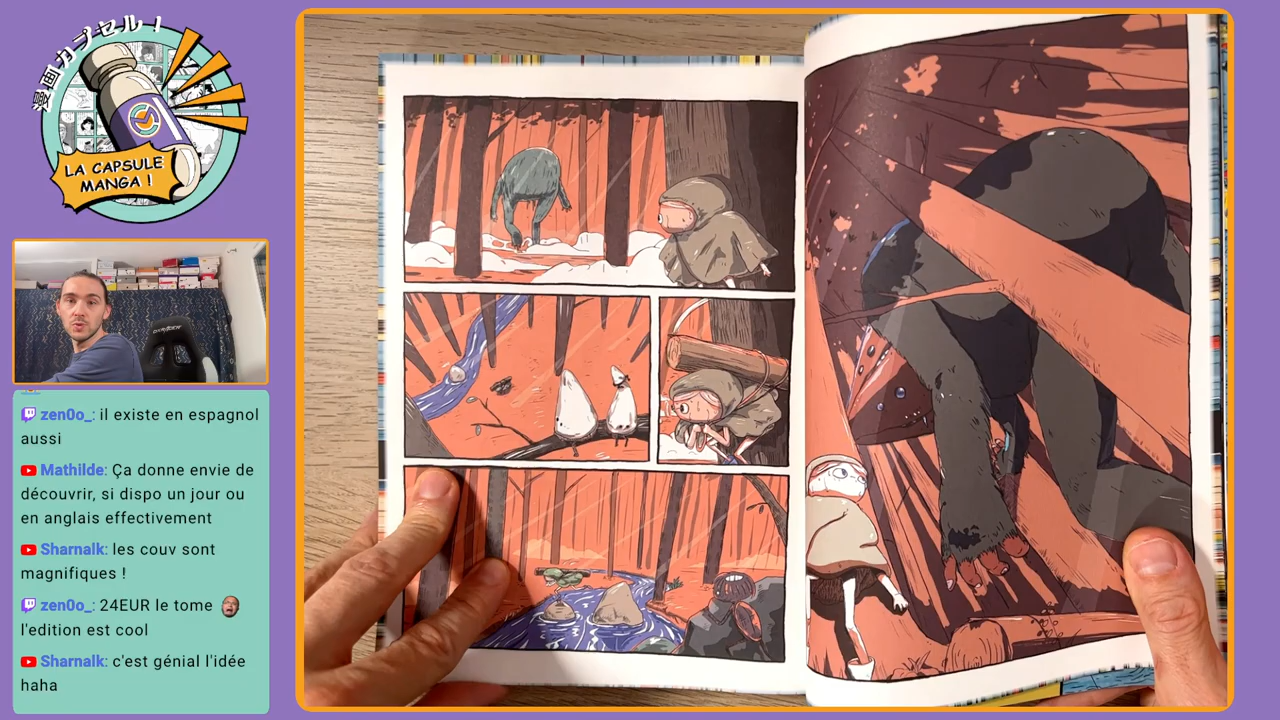 漫画カプセル！
LA CAPSULE
MANGA !
zen0o_: il existe en espagnol
aussi
Mathilde: Ça donne envie de
découvrir, si dispo un jour ou
en anglais effectivement
Sharnalk: les couv sont
magnifiques !
zen0o_: 24EUR le tome
l'edition est cool
Sharnalk: c'est génial l'idée
haha